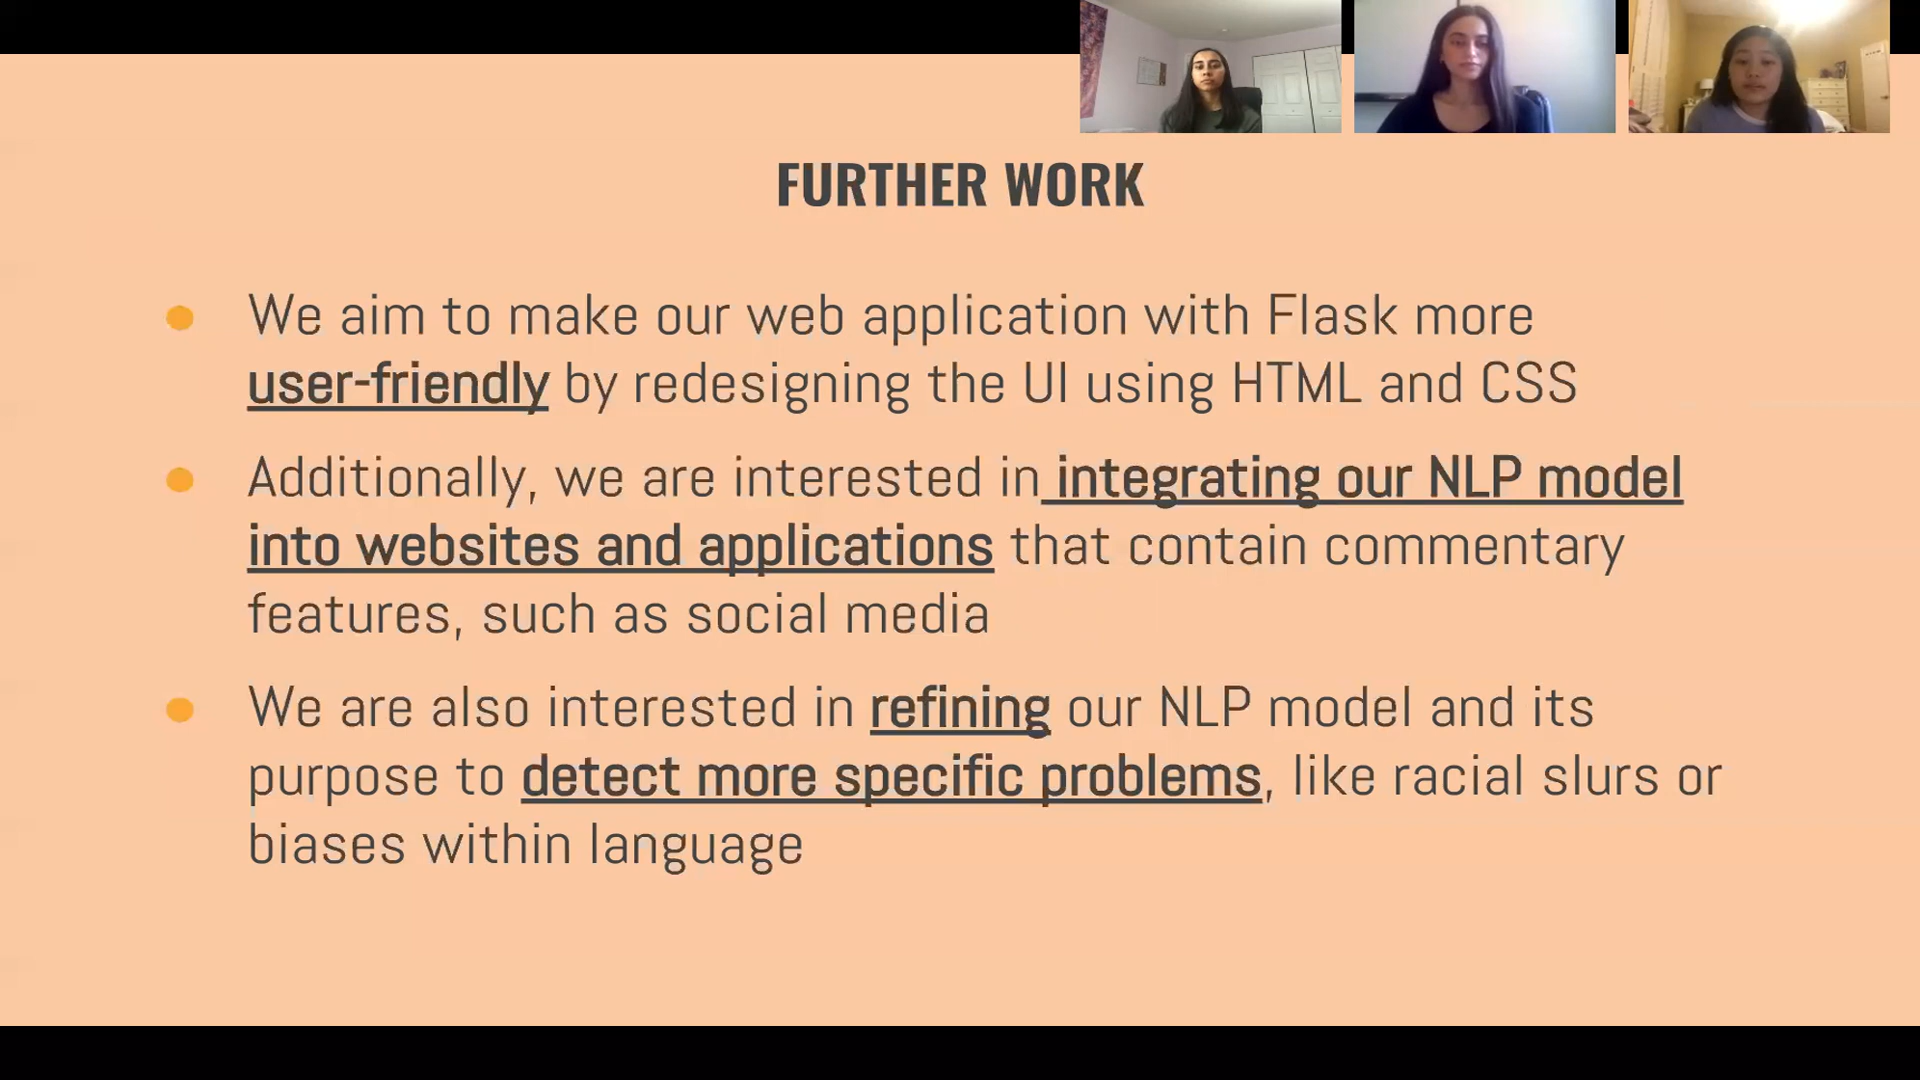 FURTHER WORK
We aim to make our web application with Flask more
user-friendly by redesigning the UI using HTML and CSS
Additionally, we are interested in integrating our NLP model
into websites and applications that contain commentary
features, such as social media
We are also interested in refining our NLP model and its
purpose to detect more specific problems, like racial slurs or
biases within language